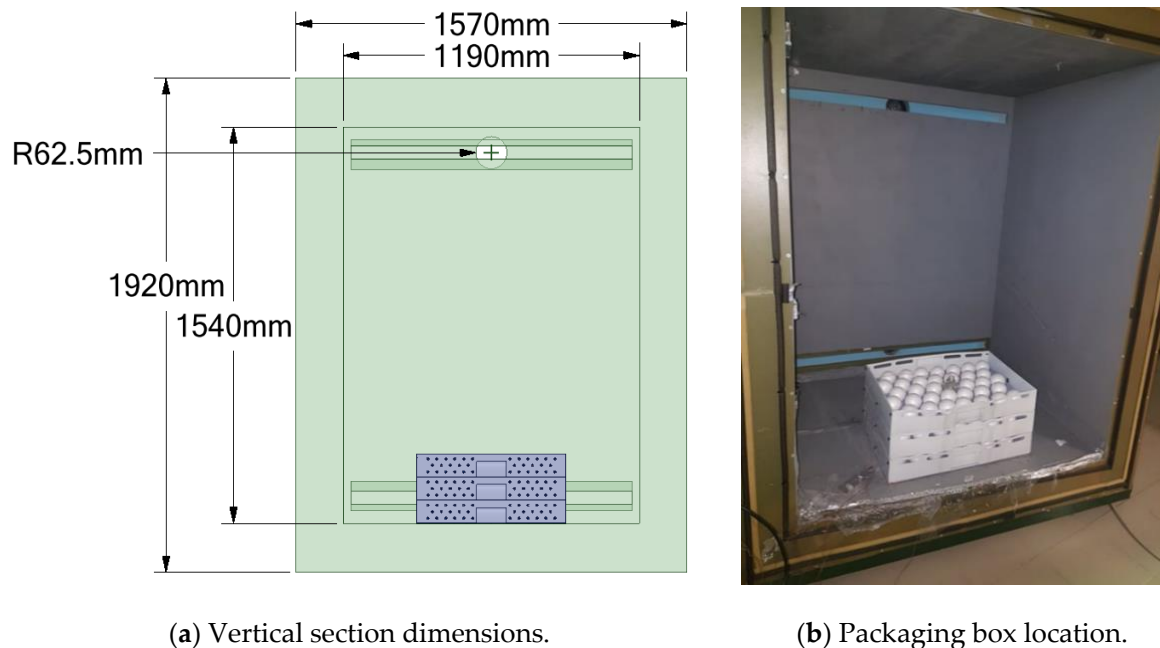 1570mm
1190mm
R62.5mm
1920mm
1540mm
(a) Vertical section dimensions.
(b) Packaging box location.